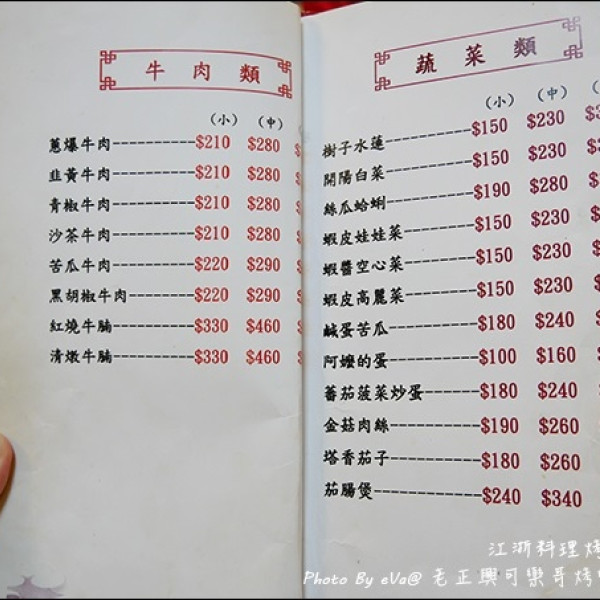 牛肉類
(小) (中)
蔥爆牛肉----------$210 $280
韭黃牛肉----------$210 $280
青椒牛肉----------$210 $280
沙茶牛肉----------$210 $280
苦瓜牛肉----------$220 $290
黑胡椒牛肉--------$220 $290
紅燒牛腩----------$330 $460
清燉牛腩----------$330 $460
蔬菜類
(小) (中)
樹子水蓮----------$150 $230
開陽白菜----------$150 $230
絲瓜蛤蜊----------$190 $280
蝦皮娃娃菜--------$150 $230
蝦醬空心菜--------$150 $230
蝦皮高麗菜--------$150 $230
鹹蛋苦瓜----------$180 $240
阿嬤的蛋----------$100 $160
蕃茄菠菜炒蛋------$180 $240
金菇肉絲----------$190 $260
塔香茄子----------$180 $260
茄腸煲------------$240 $340
江浙料理烤
Photo By eVa@ 老正興可樂哥烤